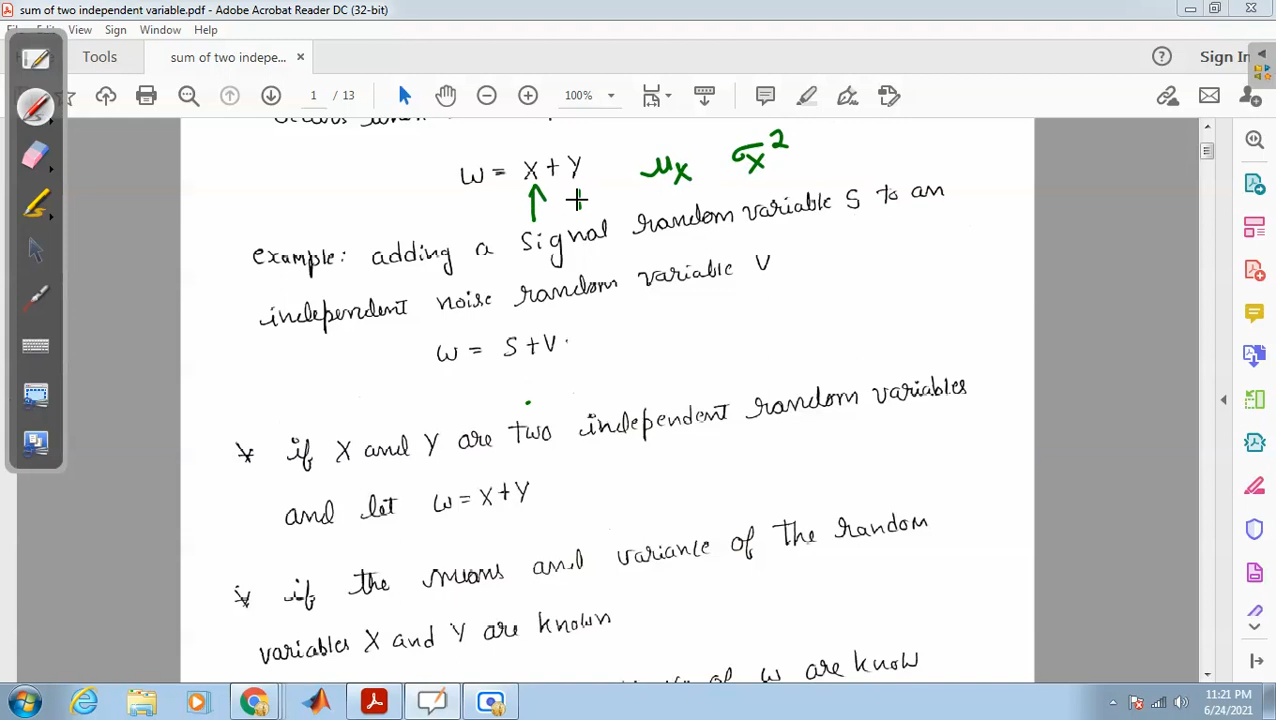 sum of two independent variable.pdf - Adobe Acrobat Reader DC (32-bit)
View Sign Window Help
Tools
sum of two indepe... ×
Sign In
1 / 13
100%
W = X + Y μx σx²
example: adding a Signal random variable S to an
independent noise random variable V
W = S + V
if X and Y are two independent random variables
and let W = X + Y
if the means and variance of the random
variables X and Y are known
of W are know
11:21 PM
6/24/2021